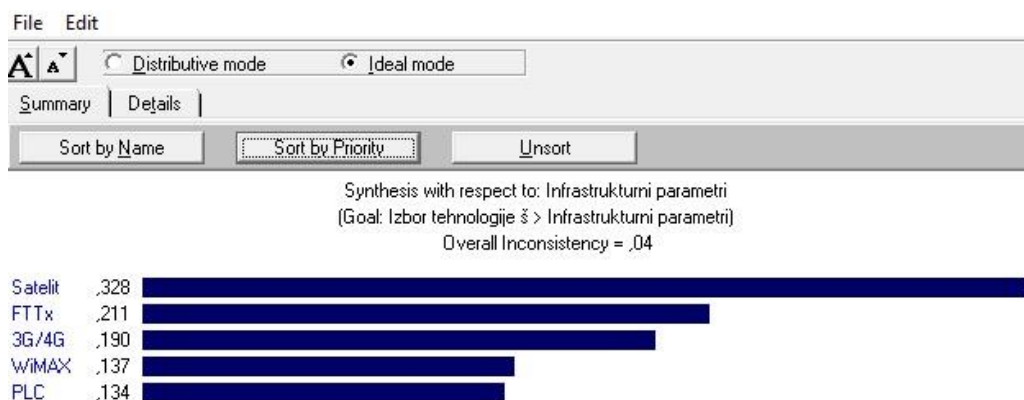 File Edit
A A Distributive mode Ideal mode
Summary Details
Sort by Name Sort by Priority Unsort
Synthesis with respect to: Infrastrukturni parametri
(Goal: Izbor tehnologije š > Infrastrukturni parametri)
Overall Inconsistency = ,04
Satelit ,328
FTTx ,211
3G/4G ,190
WiMAX ,137
PLC ,134